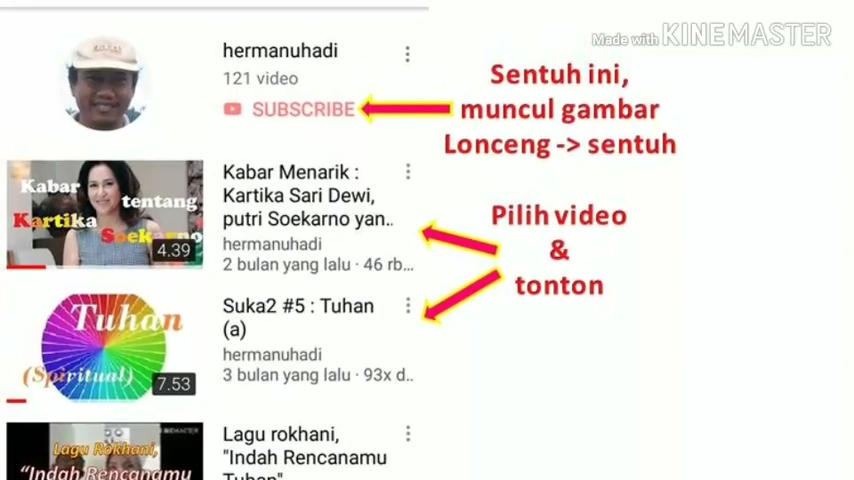 hermanuhadi
121 video
SUBSCRIBE
Made with KINEMASTER
Sentuh ini,
muncul gambar
Lonceng -> sentuh
Kabar
tentang
Kartika
Soekarno
4.39
Kabar Menarik :
Kartika Sari Dewi,
putri Soekarno yan..
hermanuhadi
2 bulan yang lalu · 46 rb...
Pilih video
&
tonton
Tuhan
(Spiritual)
7.53
Suka2 #5 : Tuhan
(a)
hermanuhadi
3 bulan yang lalu · 93x d...
Lagu Rokhani,
"Indah Rencanamu
Lagu rokhani,
"Indah Rencanamu
Tuhan"